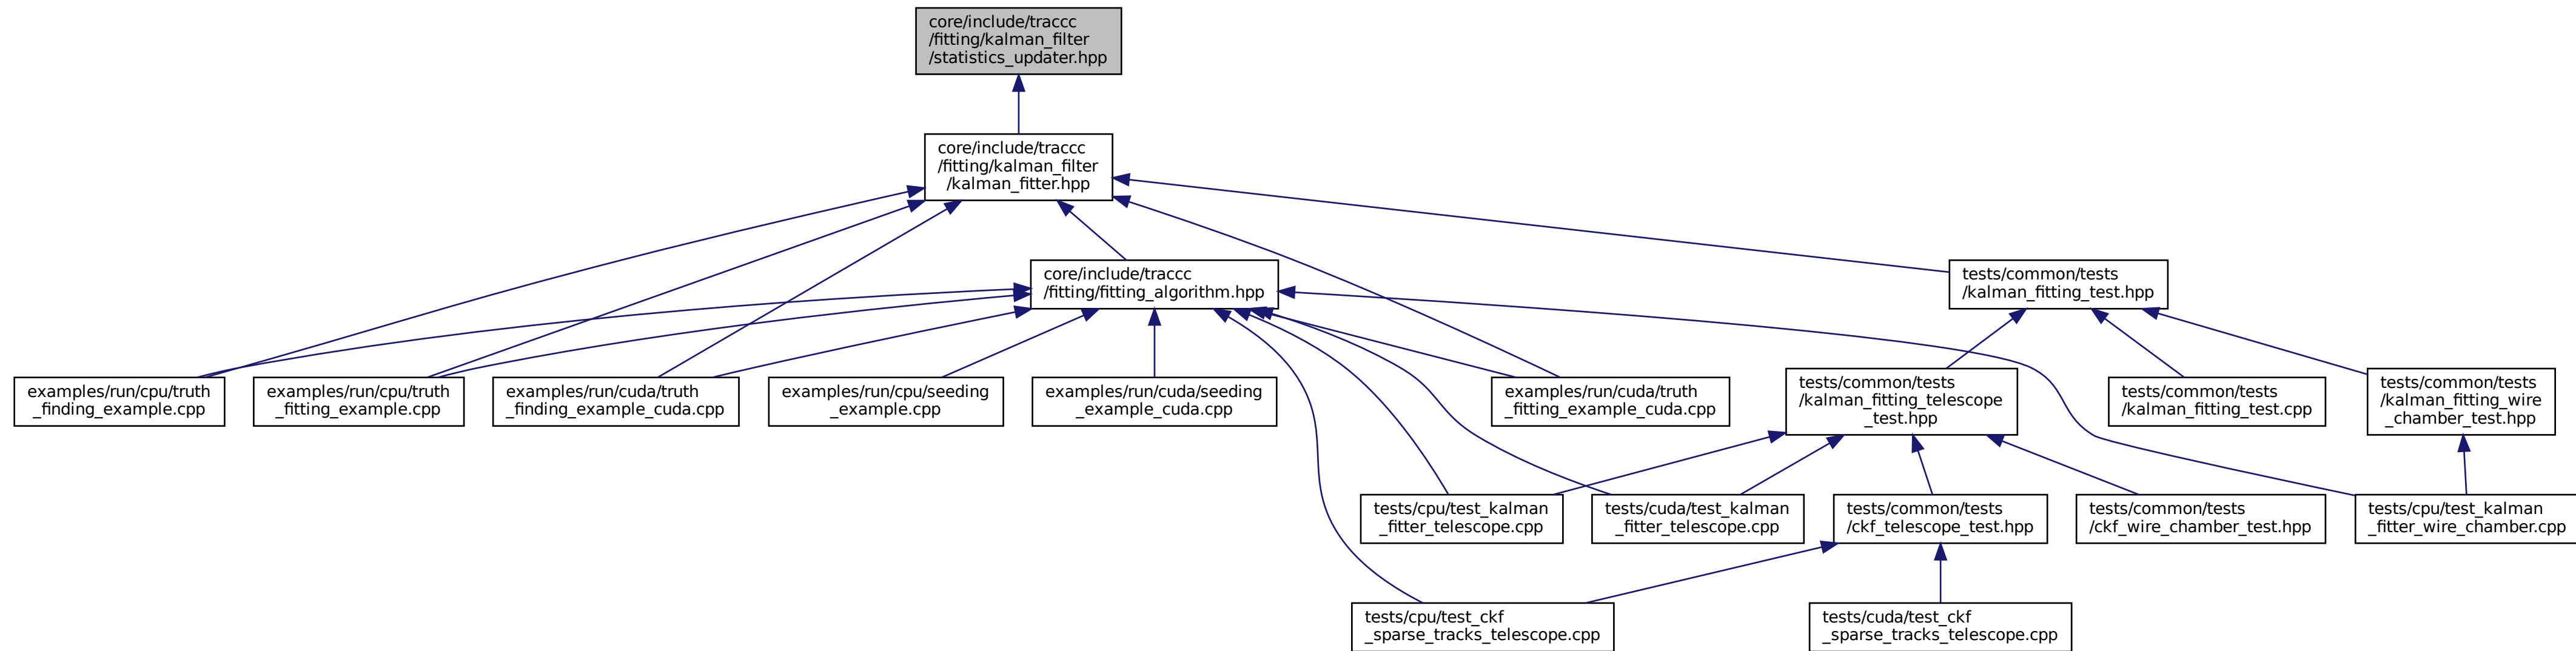 core/include/traccc
/fitting/kalman_filter
/statistics_updater.hpp
core/include/traccc
/fitting/kalman_filter
/kalman_fitter.hpp
core/include/traccc
/fitting/fitting_algorithm.hpp
tests/common/tests
/kalman_fitting_test.hpp
examples/run/cpu/truth
_finding_example.cpp
examples/run/cpu/truth
_fitting_example.cpp
examples/run/cuda/truth
_finding_example_cuda.cpp
examples/run/cpu/seeding
_example.cpp
examples/run/cuda/seeding
_example_cuda.cpp
examples/run/cuda/truth
_fitting_example_cuda.cpp
tests/common/tests
/kalman_fitting_telescope
_test.hpp
tests/common/tests
/kalman_fitting_test.cpp
tests/common/tests
/kalman_fitting_wire
_chamber_test.hpp
tests/cpu/test_kalman
_fitter_telescope.cpp
tests/cuda/test_kalman
_fitter_telescope.cpp
tests/common/tests
/ckf_telescope_test.hpp
tests/common/tests
/ckf_wire_chamber_test.hpp
tests/cpu/test_kalman
_fitter_wire_chamber.cpp
tests/cpu/test_ckf
_sparse_tracks_telescope.cpp
tests/cuda/test_ckf
_sparse_tracks_telescope.cpp